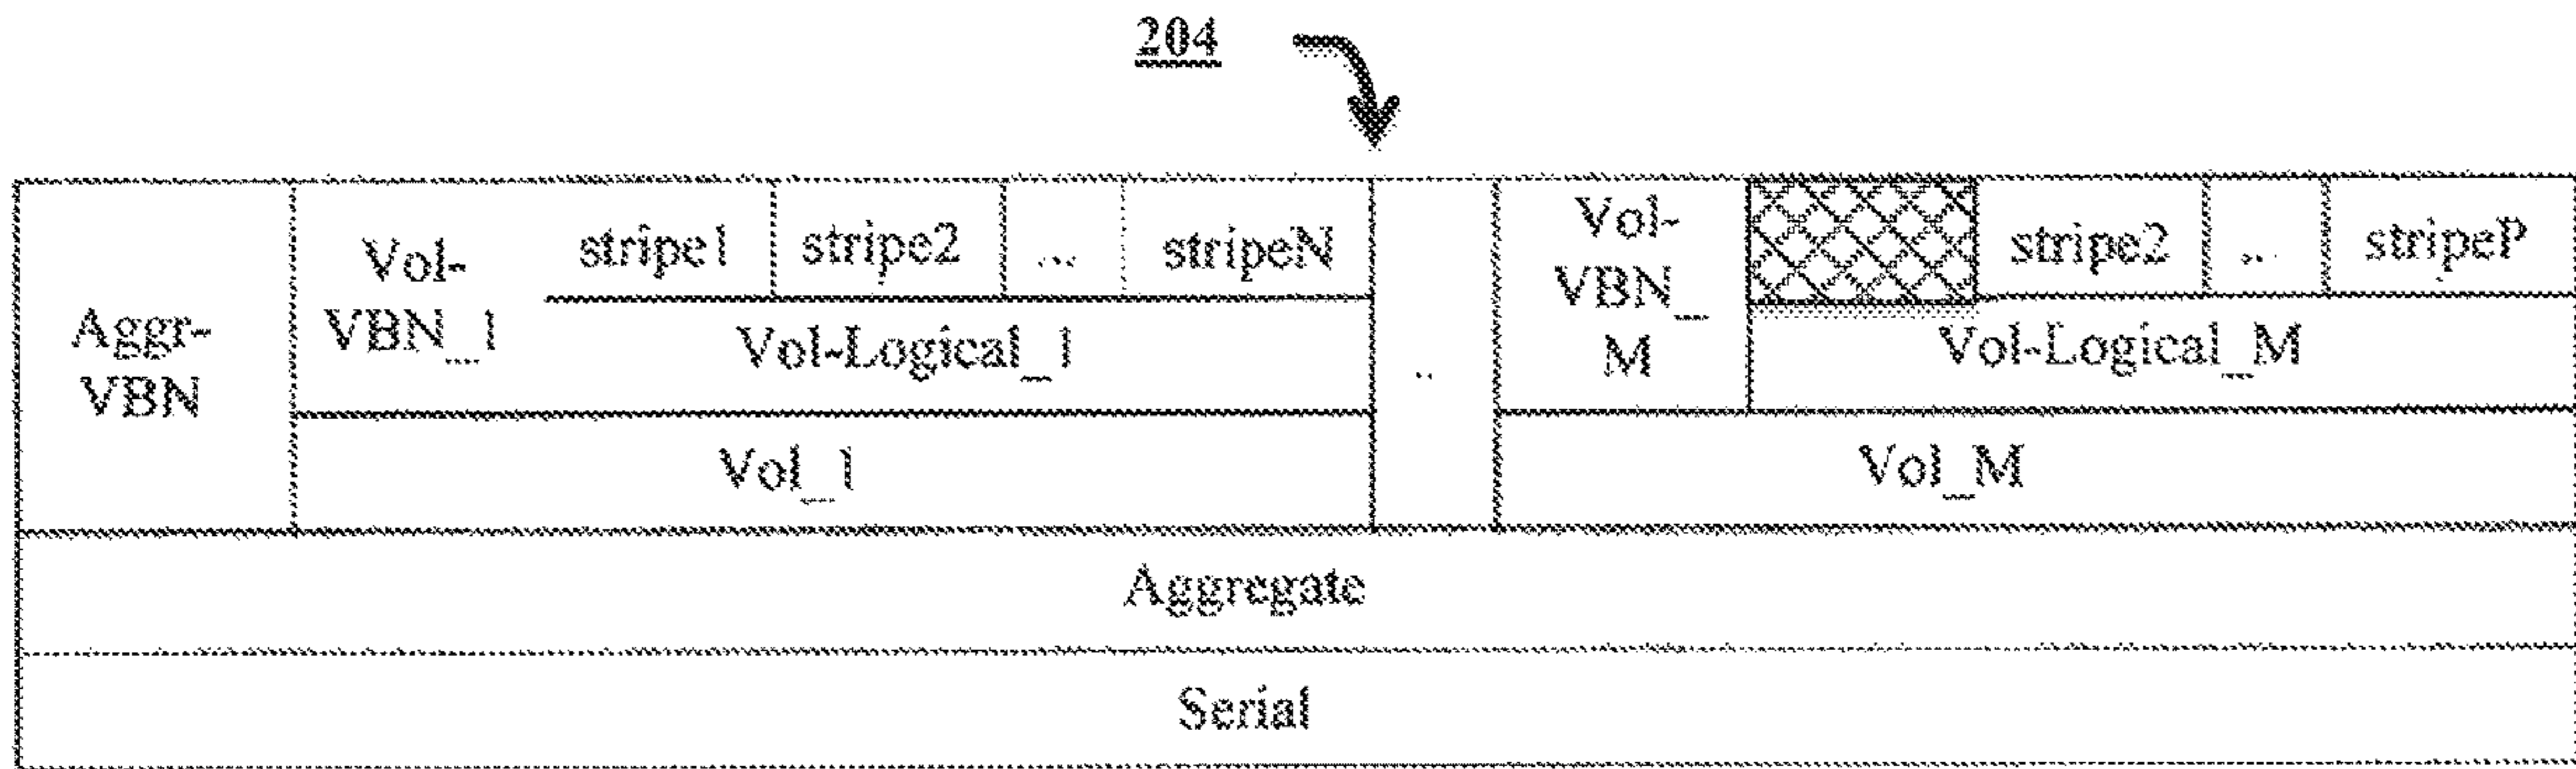 204
Aggr-
VBN
Vol-
VBN_1
stripe1
stripe2
...
stripeN
Vol-Logical_1
Vol_1
..
Vol-
VBN_
M
stripe2
...
stripeP
Vol-Logical_M
Vol_M
Aggregate
Serial